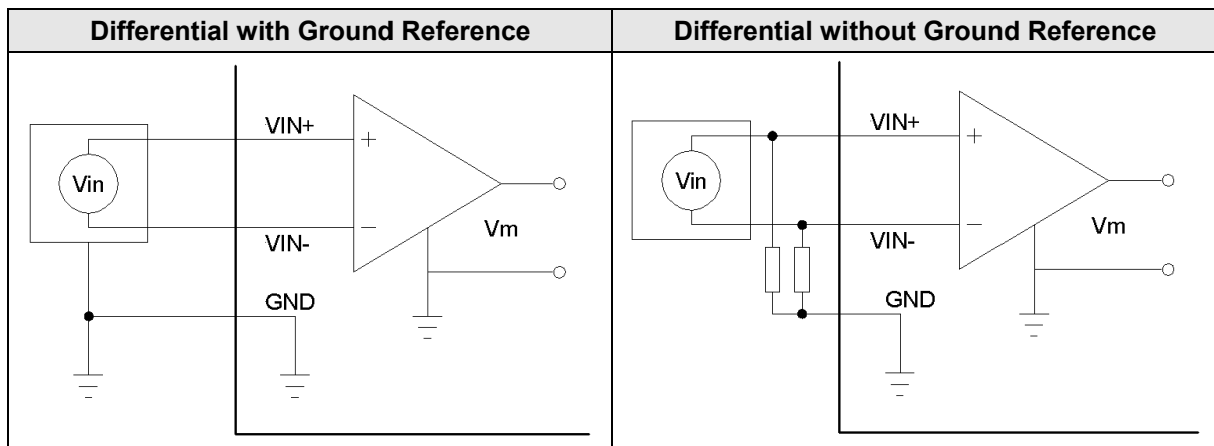 Differential with Ground Reference
Differential without Ground Reference
VIN+
+
Vin
−
VIN-
Vm
GND
VIN+
+
Vin
−
VIN-
Vm
GND